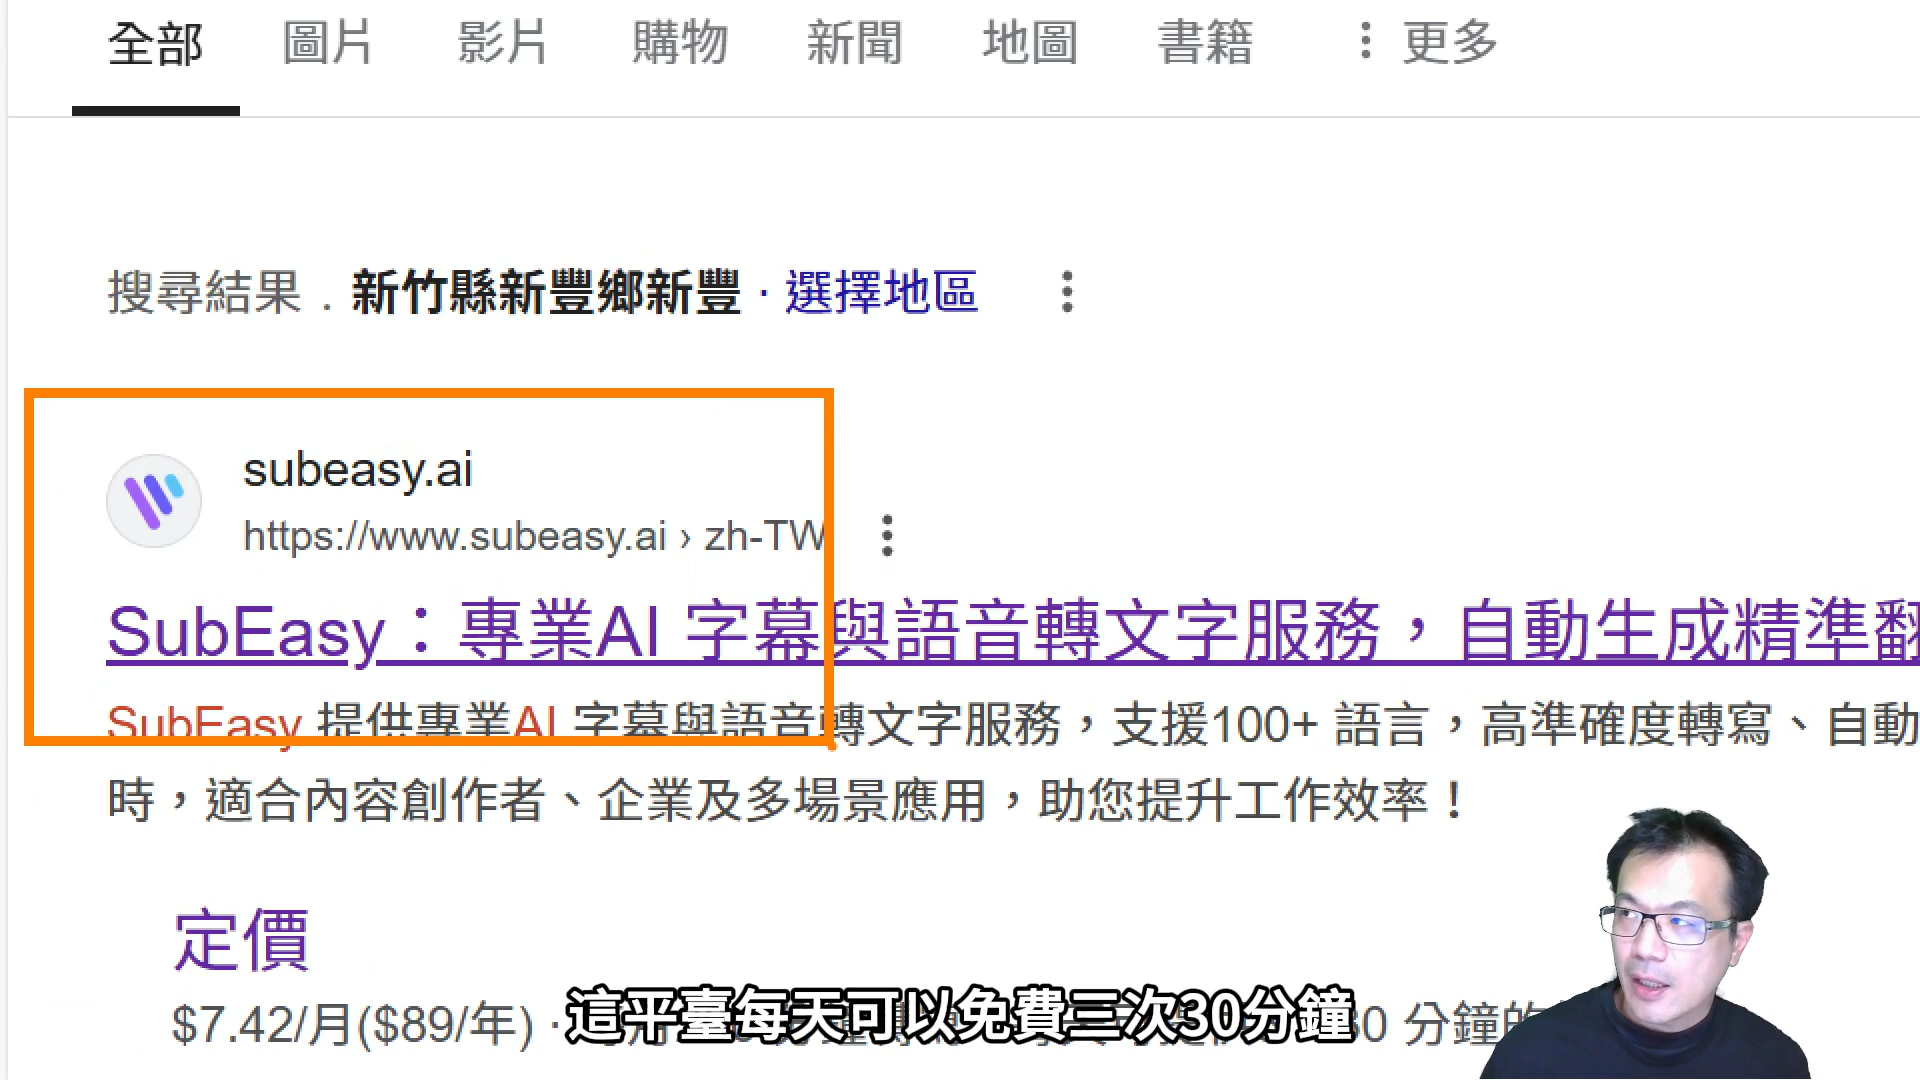 全部 圖片 影片 購物 新聞 地圖 書籍 ⋮ 更多
搜尋結果 . 新竹縣新豐鄉新豐 · 選擇地區
subeasy.ai
https://www.subeasy.ai › zh-TW
SubEasy：專業AI 字幕與語音轉文字服務，自動生成精準翻
SubEasy 提供專業AI 字幕與語音轉文字服務，支援100+ 語言，高準確度轉寫、自動
時，適合內容創作者、企業及多場景應用，助您提升工作效率！
定價
$7.42/月($89/年) ·
30 分鐘的
這平臺每天可以免費三次30分鐘